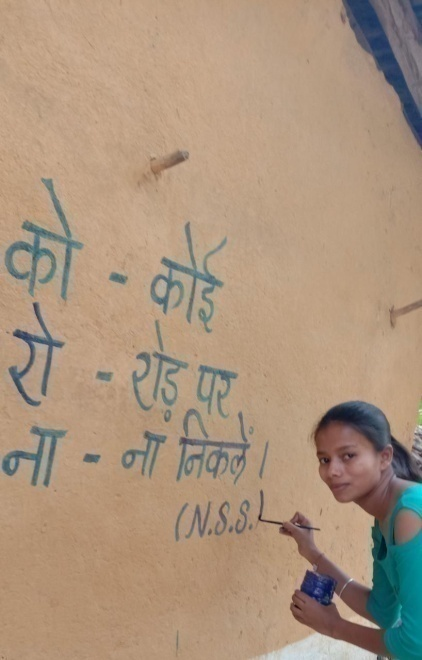 को - कोई
रो - रोड़ पर
ना - ना निकलें।
(N.S.S.)